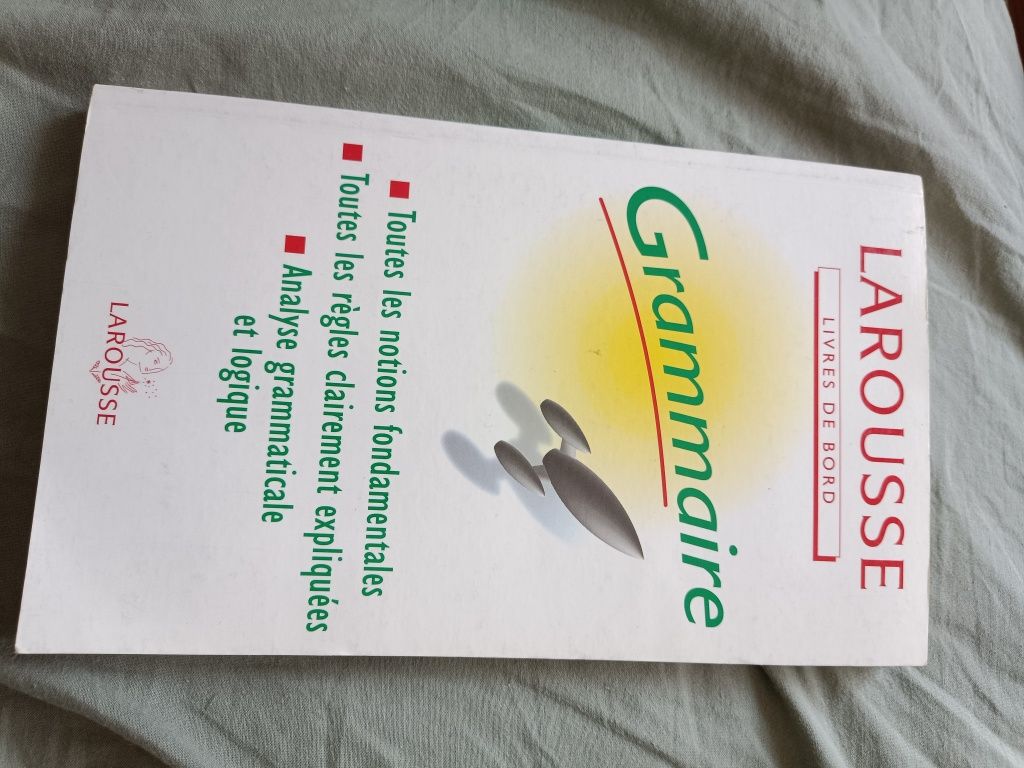 LAROUSSE
LIVRES DE BORD
Grammaire
■ Toutes les notions fondamentales
■ Toutes les règles clairement expliquées
■ Analyse grammaticale
et logique
LAROUSSE